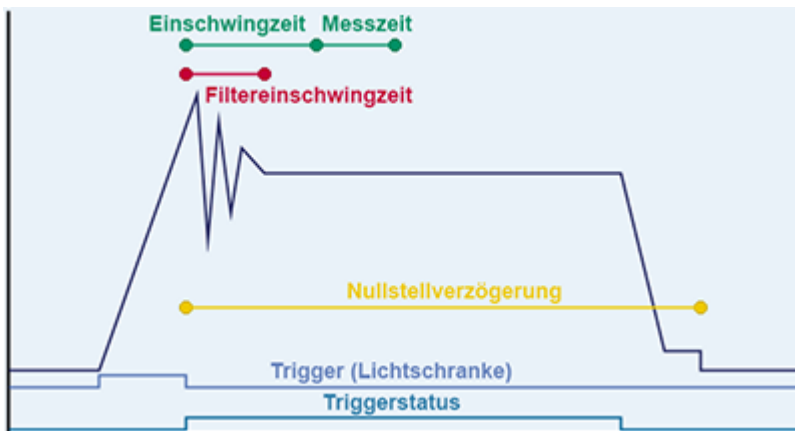 Einschwingzeit Messzeit
Filtereinschwingzeit
Nullstellverzögerung
Trigger (Lichtschranke)
Triggerstatus